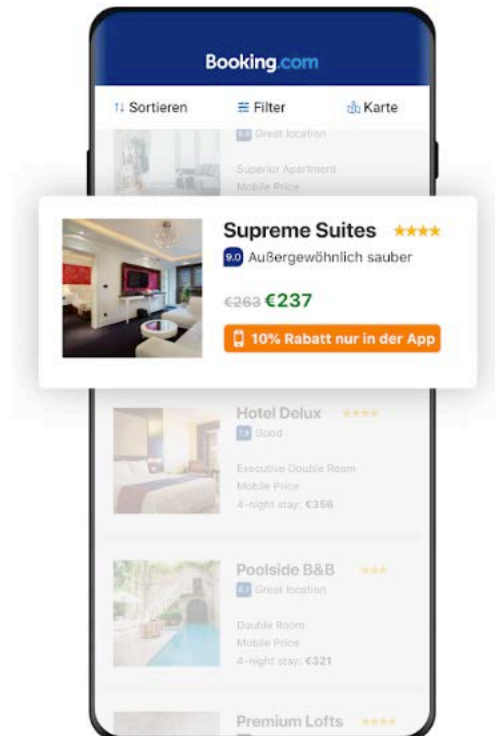 Booking.com
Sortieren
Filter
Karte
Great location
Superior Apartment
Mobile Price
Supreme Suites
9.0 Außergewöhnlich sauber
€263 €237
10% Rabatt nur in der App
Hotel Delux
7.9 Good
Executive Double Room
Mobile Price
4-night stay: €356
Poolside B&B
Great location
Double Room
Mobile Price
4-night stay: €321
Premium Lofts